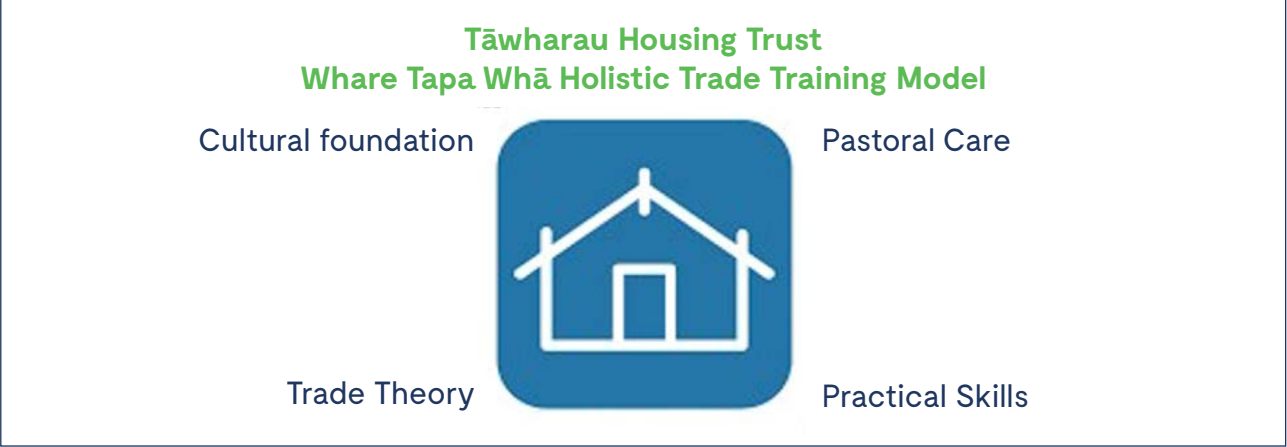 Tāwharau Housing Trust
Whare Tapa Whā Holistic Trade Training Model
Cultural foundation
Pastoral Care
Trade Theory
Practical Skills